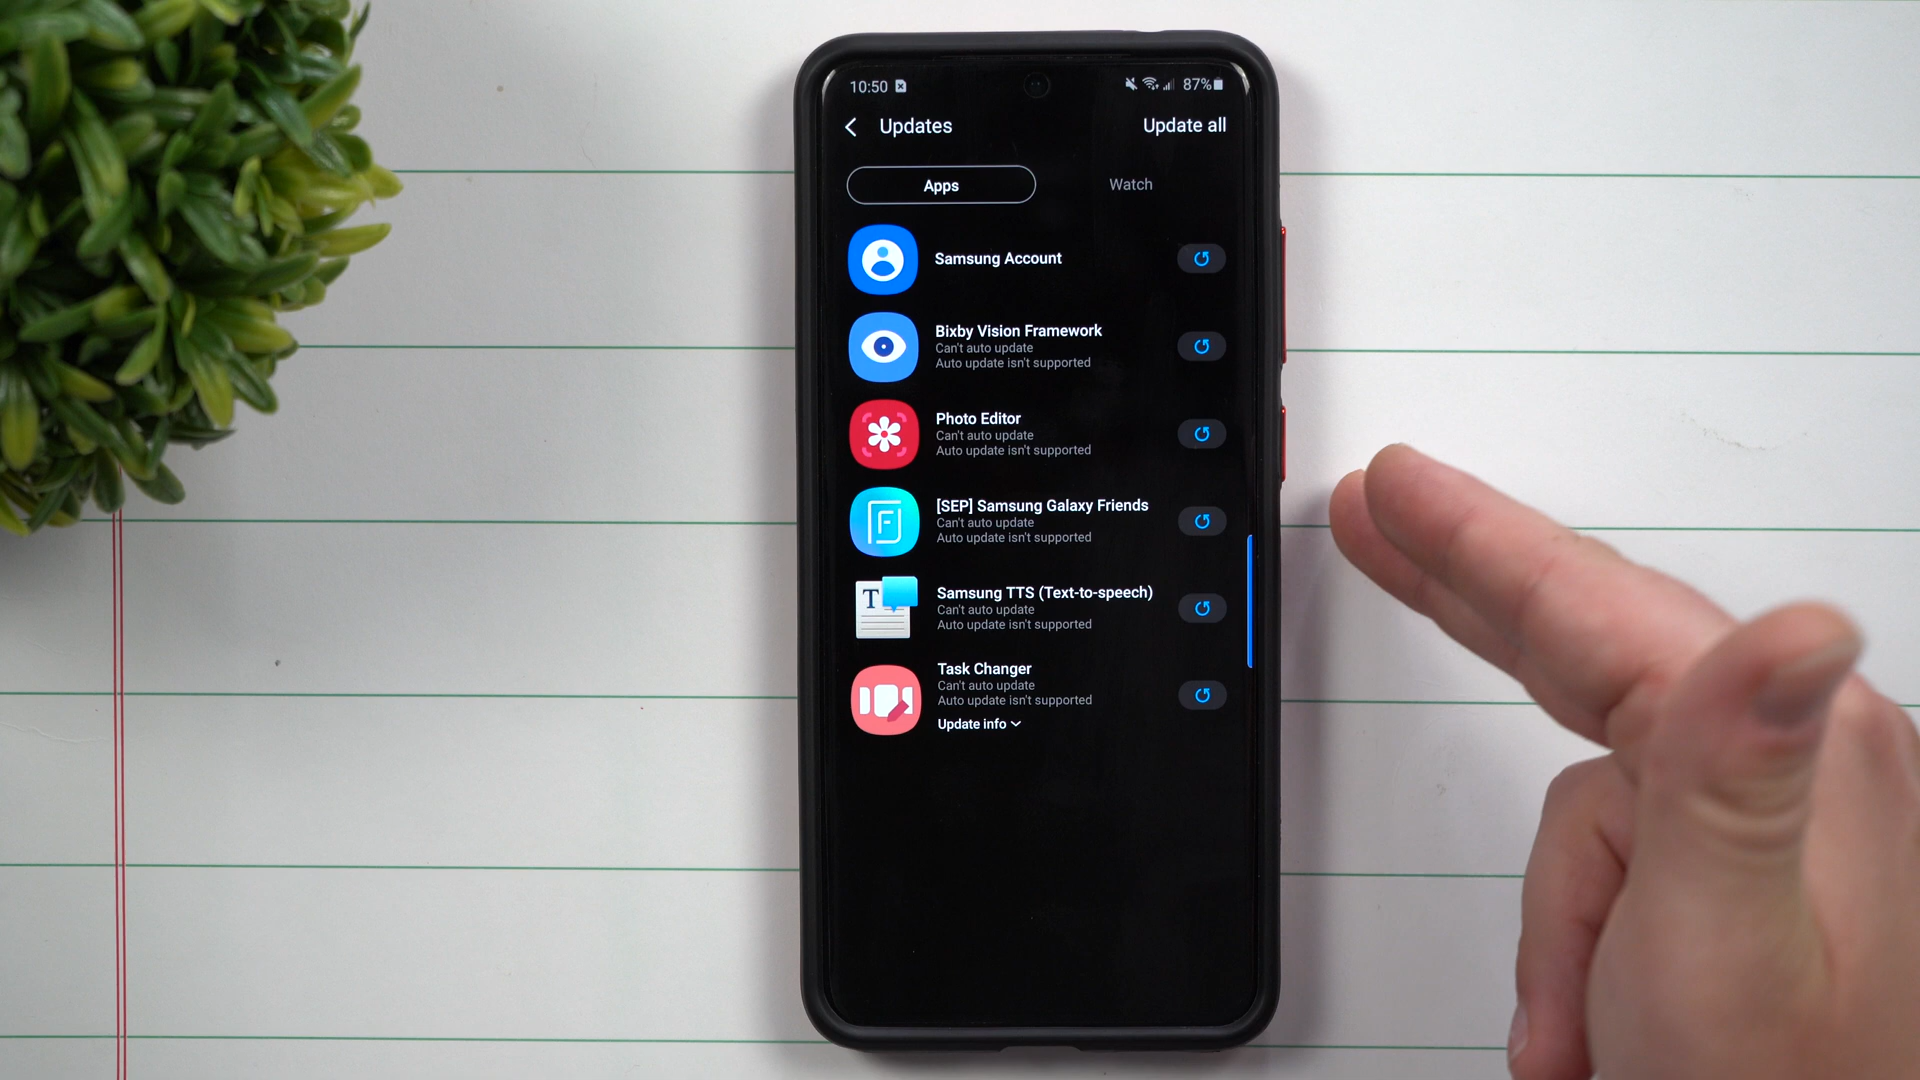 10:50
87%
Updates
Update all
Apps
Watch
Samsung Account
Bixby Vision Framework
Can't auto update
Auto update isn't supported
Photo Editor
Can't auto update
Auto update isn't supported
[SEP] Samsung Galaxy Friends
Can't auto update
Auto update isn't supported
F
T
Samsung TTS (Text-to-speech)
Can't auto update
Auto update isn't supported
Task Changer
Can't auto update
Auto update isn't supported
Update info